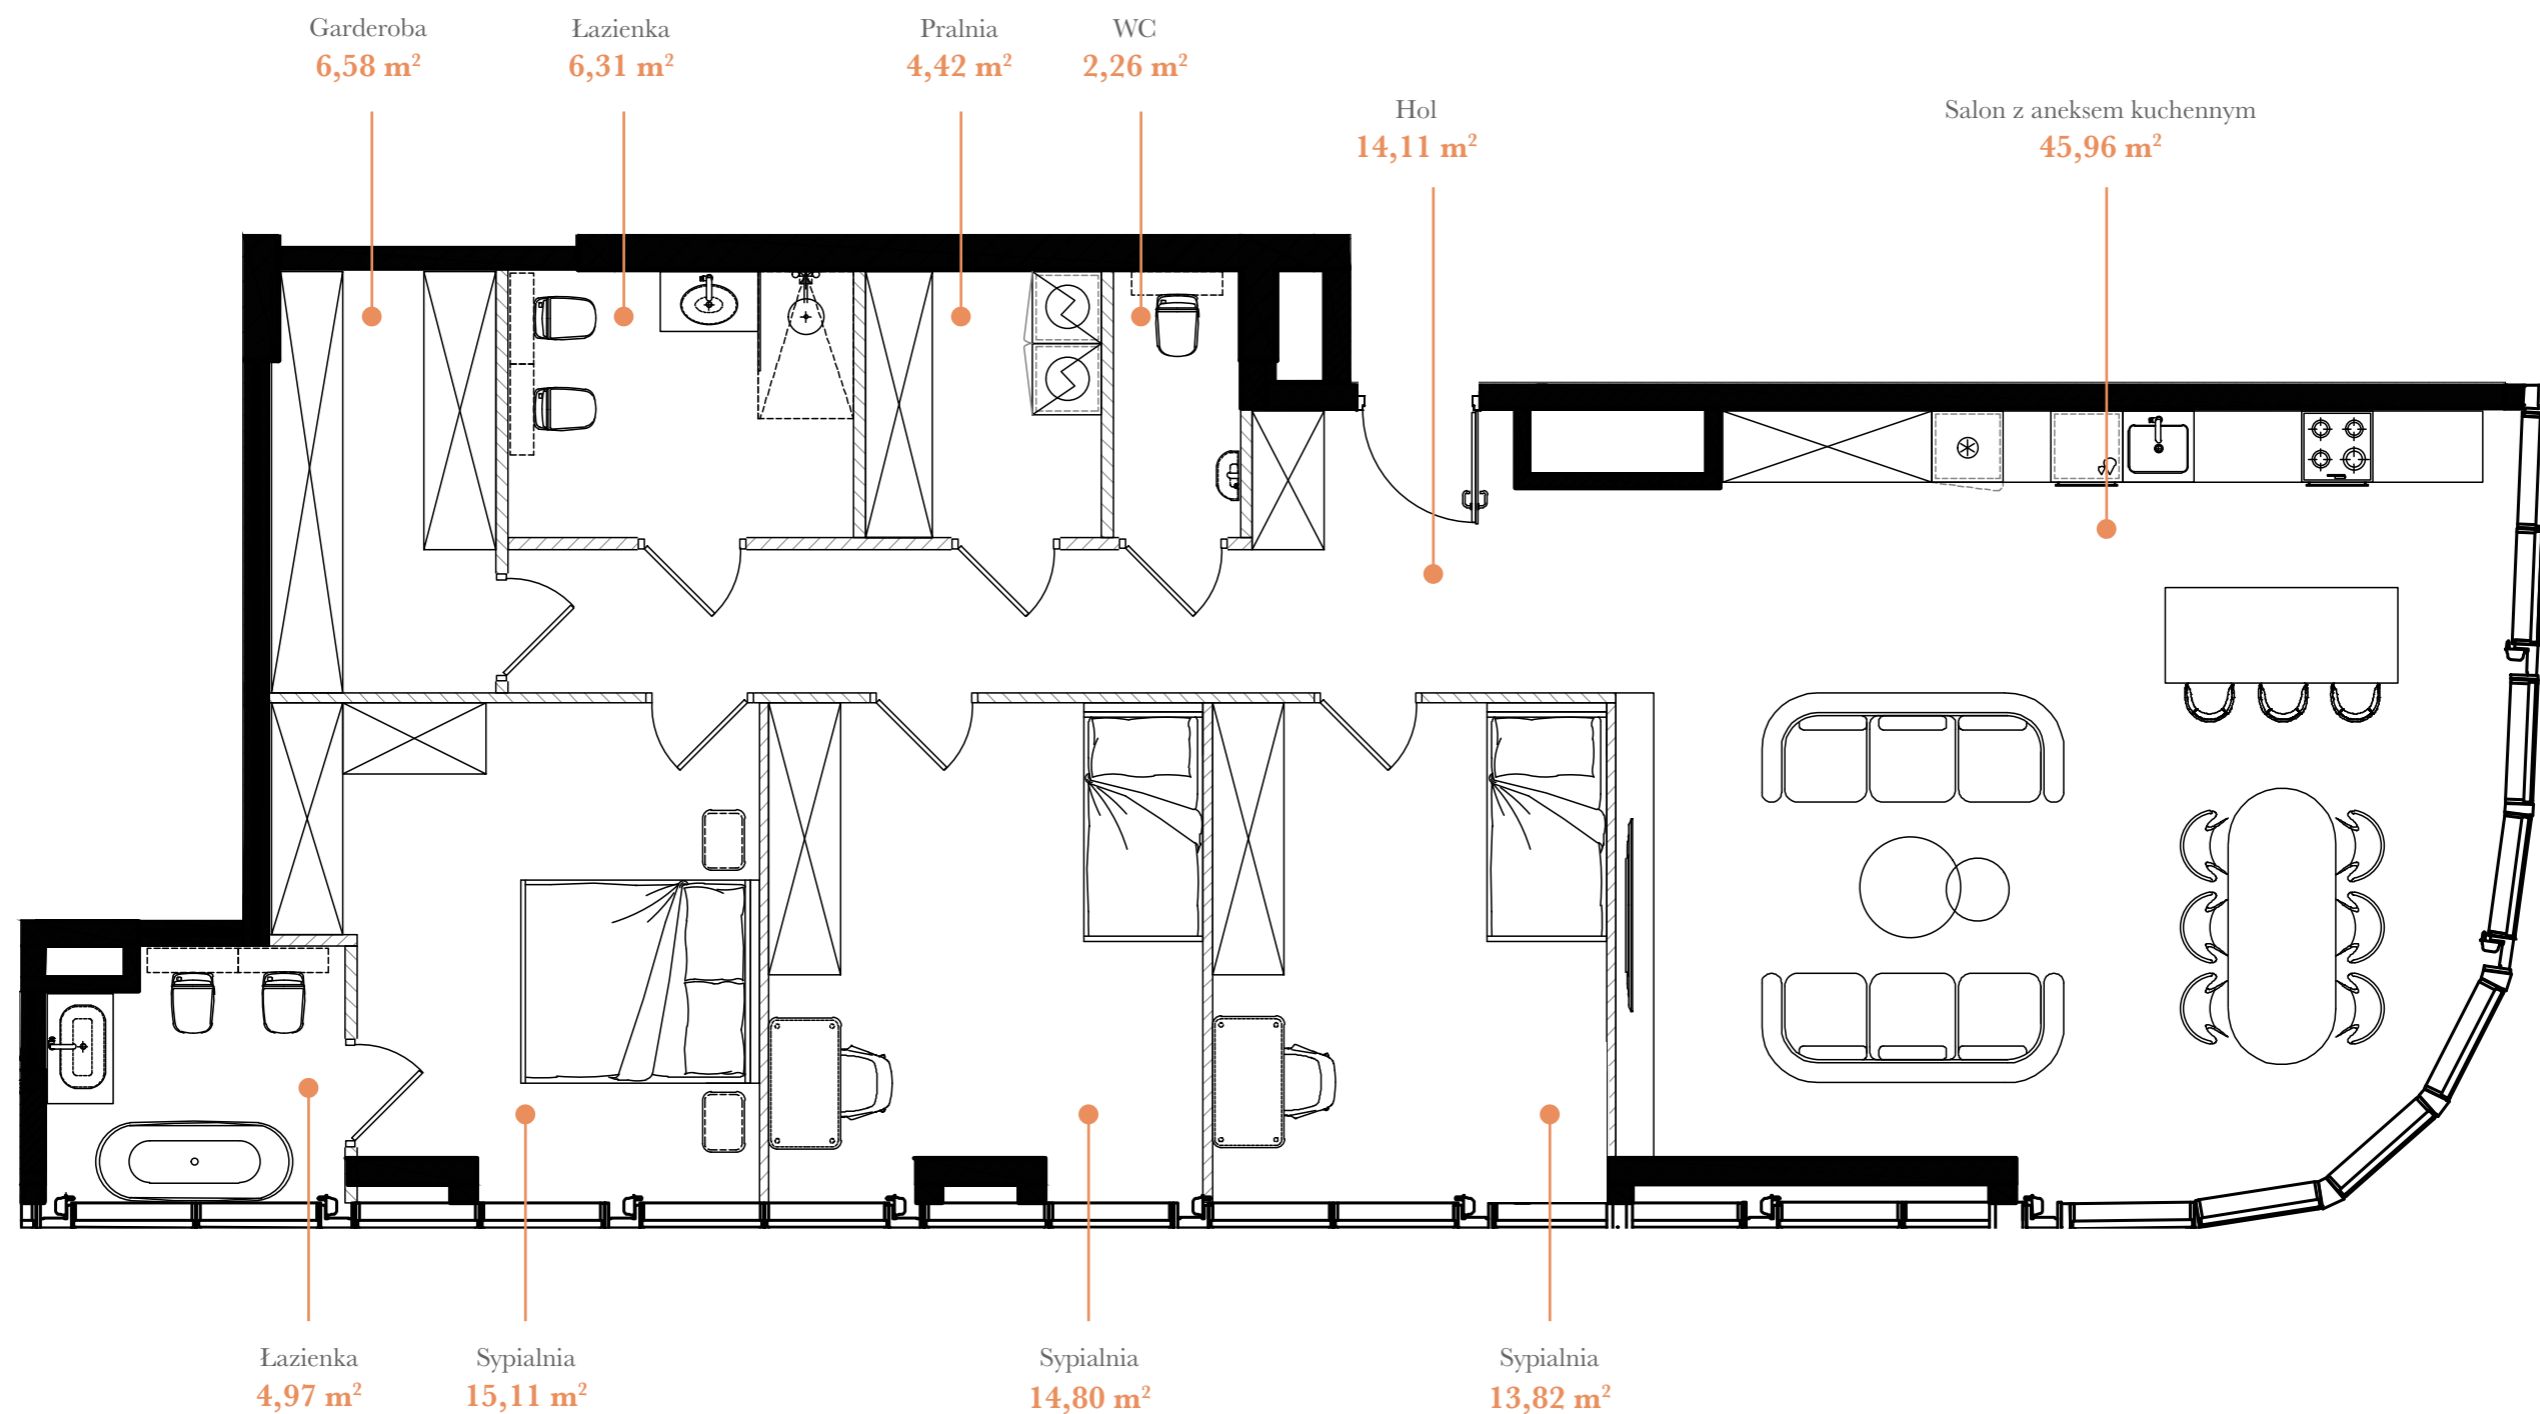 Garderoba
6,58 m²
Łazienka
6,31 m²
Pralnia
4,42 m²
WC
2,26 m²
Hol
14,11 m²
Salon z aneksem kuchennym
45,96 m²
Łazienka
4,97 m²
Sypialnia
15,11 m²
Sypialnia
14,80 m²
Sypialnia
13,82 m²